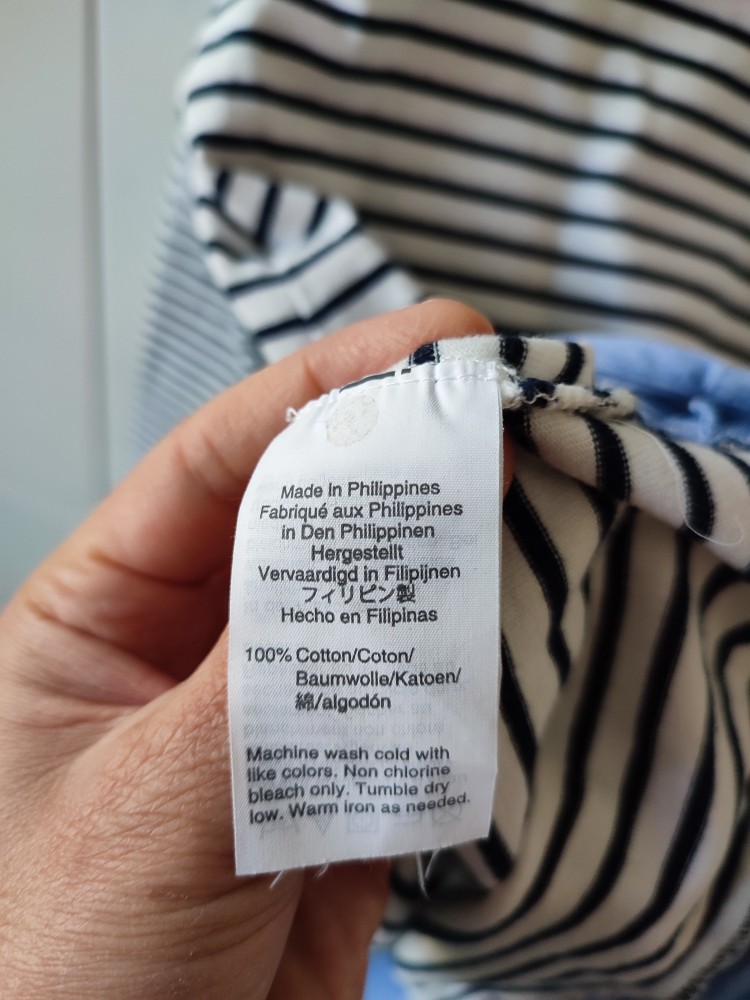 Made In Philippines
Fabriqué aux Philippines
in Den Philippinen
Hergestellt
Vervaardigd in Filipijnen
フィリピン製
Hecho en Filipinas
100% Cotton/Coton/
Baumwolle/Katoen/
綿/algodón
Machine wash cold with
like colors. Non chlorine
bleach only. Tumble dry
low. Warm iron as needed.